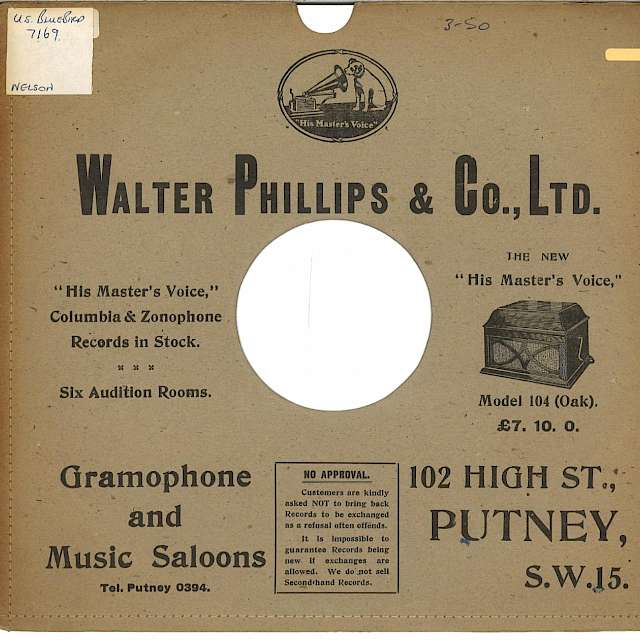 U.S. BLUEBIRD
7169
NELSON
3-50
"His Master's Voice"
WALTER PHILLIPS & CO., LTD.
"His Master's Voice,"
Columbia & Zonophone
Records in Stock.
Six Audition Rooms.
THE NEW
"His Master's Voice,"
Model 104 (Oak).
£7. 10. 0.
Gramophone
and
Music Saloons
Tel. Putney 0394.
NO APPROVAL.
Customers are kindly
asked NOT to bring back
Records to be exchanged
as a refusal often offends.
It is impossible to
guarantee Records being
new if exchanges are
allowed. We do not sell
Secondhand Records.
102 HIGH ST.,
PUTNEY,
S.W.15.